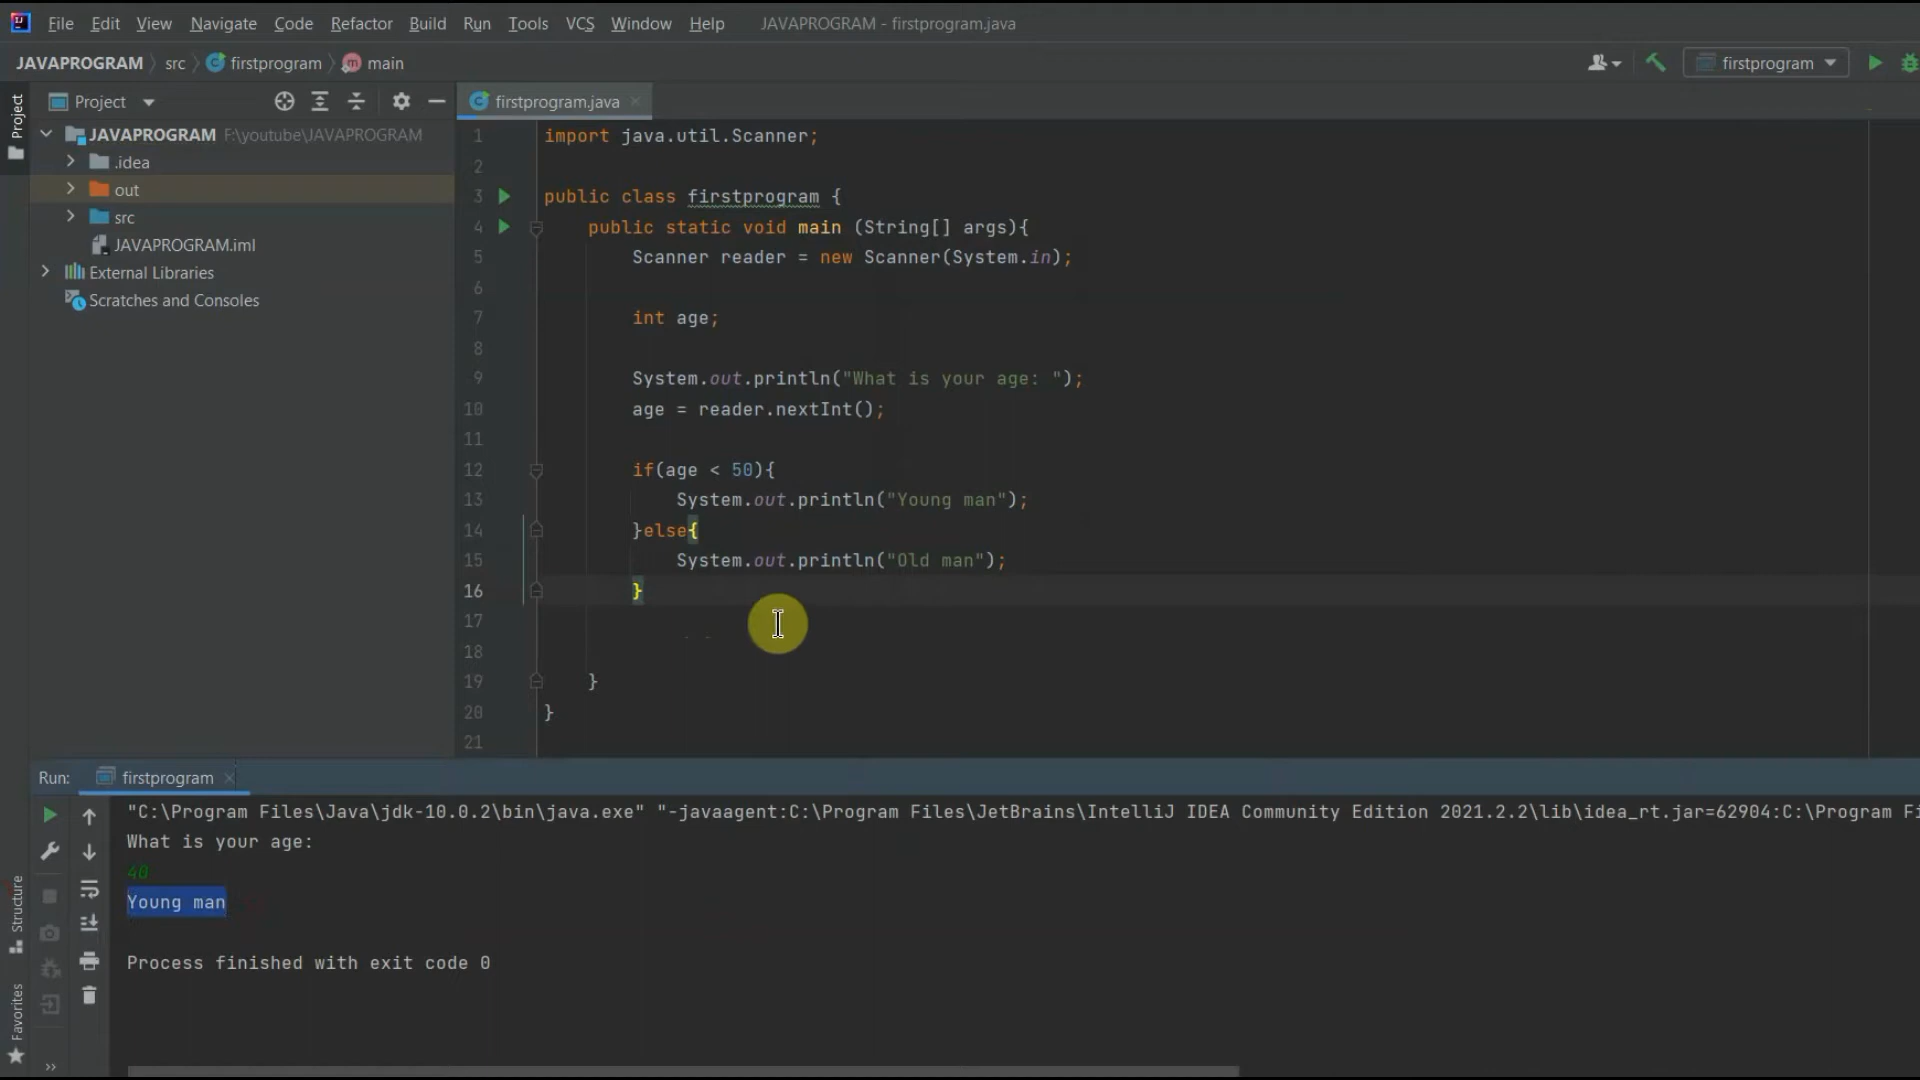 File Edit View Navigate Code Refactor Build Run Tools VCS Window Help JAVAPROGRAM - firstprogram.java
JAVAPROGRAM src firstprogram main firstprogram
Project
Project firstprogram.java
JAVAPROGRAM F:\youtube\JAVAPROGRAM
.idea
out
src
JAVAPROGRAM.iml
External Libraries
Scratches and Consoles
1 import java.util.Scanner;
2
3 public class firstprogram {
4 public static void main (String[] args){
5 Scanner reader = new Scanner(System.in);
6
7 int age;
8
9 System.out.println("What is your age: ");
10 age = reader.nextInt();
11
12 if(age < 50){
13 System.out.println("Young man");
14 }else{
15 System.out.println("Old man");
16 }
17
18
19 }
20 }
21
Run: firstprogram
"C:\Program Files\Java\jdk-10.0.2\bin\java.exe" "-javaagent:C:\Program Files\JetBrains\IntelliJ IDEA Community Edition 2021.2.2\lib\idea_rt.jar=62904:C:\Program Fi
What is your age:
40
Young man
Process finished with exit code 0
Structure
Favorites